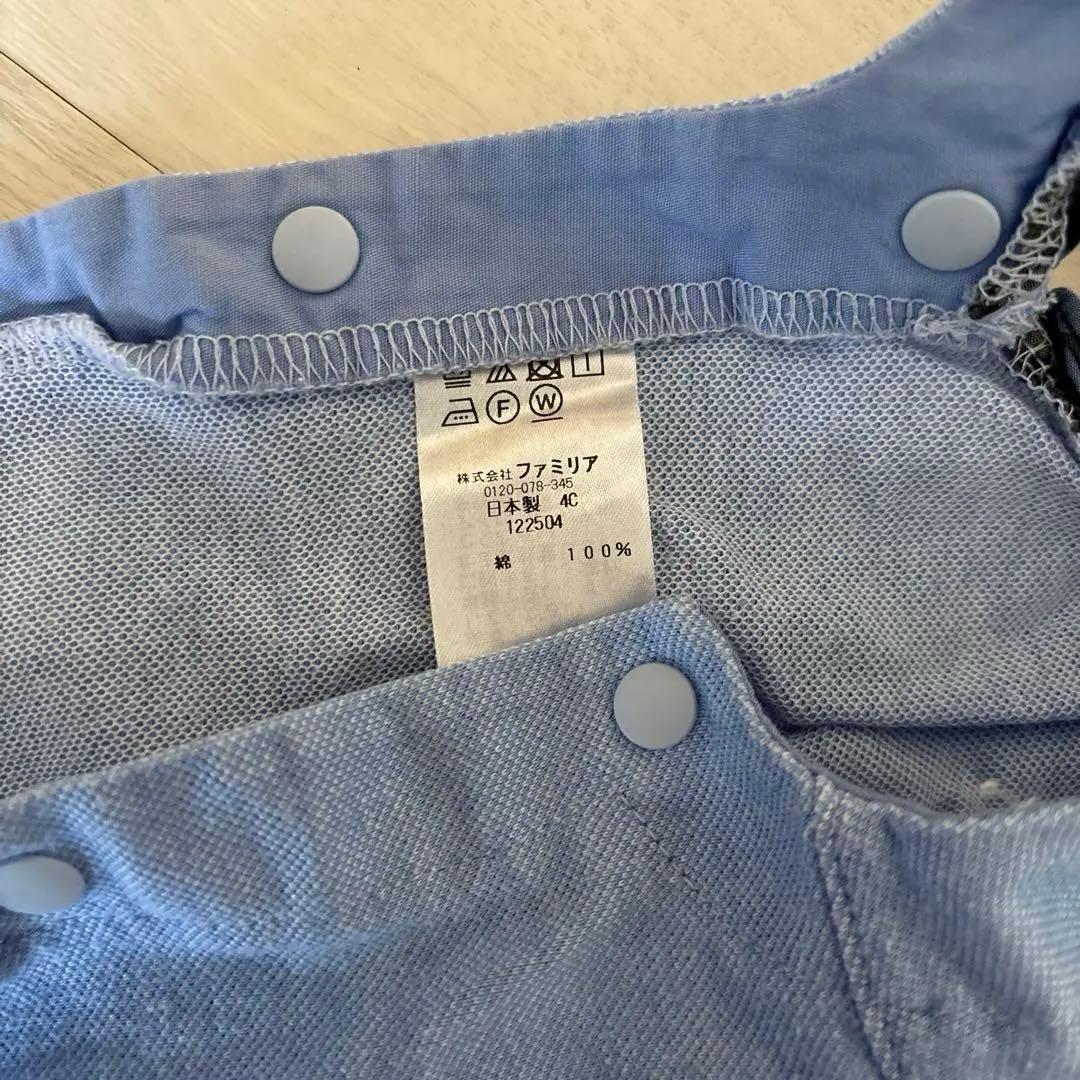 F W
株式会社 ファミリア
0120-078-345
日本製 4C
122504
綿 100%